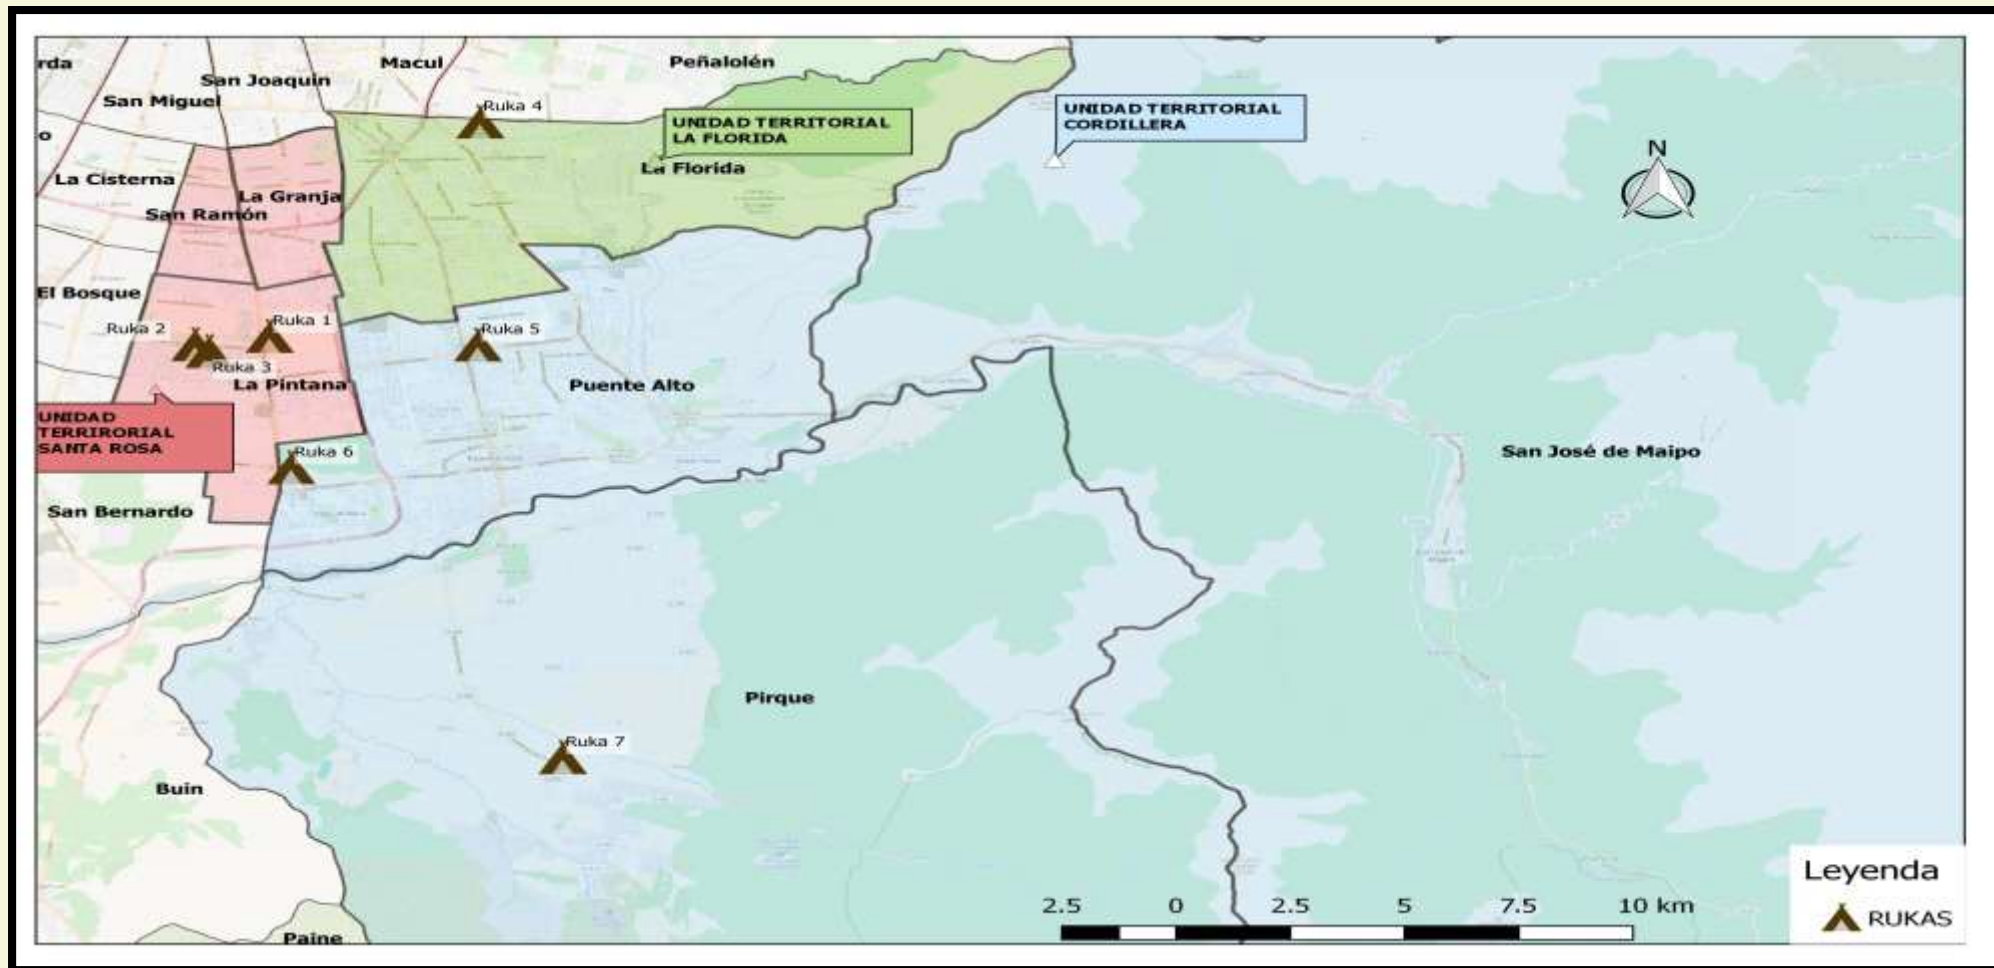 rda
Macul
Peñalolén
San Joaquin
San Miguel
Ruka 4
UNIDAD TERRITORIAL
LA FLORIDA
UNIDAD TERRITORIAL
CORDILLERA
o
N
La Florida
La Cisterna
La Granja
San Ramón
El Bosque
Ruka 1
Ruka 2
Ruka 5
Ruka 3
La Pintana
Puente Alto
UNIDAD
TERRIRORIAL
SANTA ROSA
Ruka 6
San José de Maipo
San Bernardo
Pirque
Ruka 7
Buin
Paine
2.5 0 2.5 5 7.5 10 km
Leyenda
RUKAS